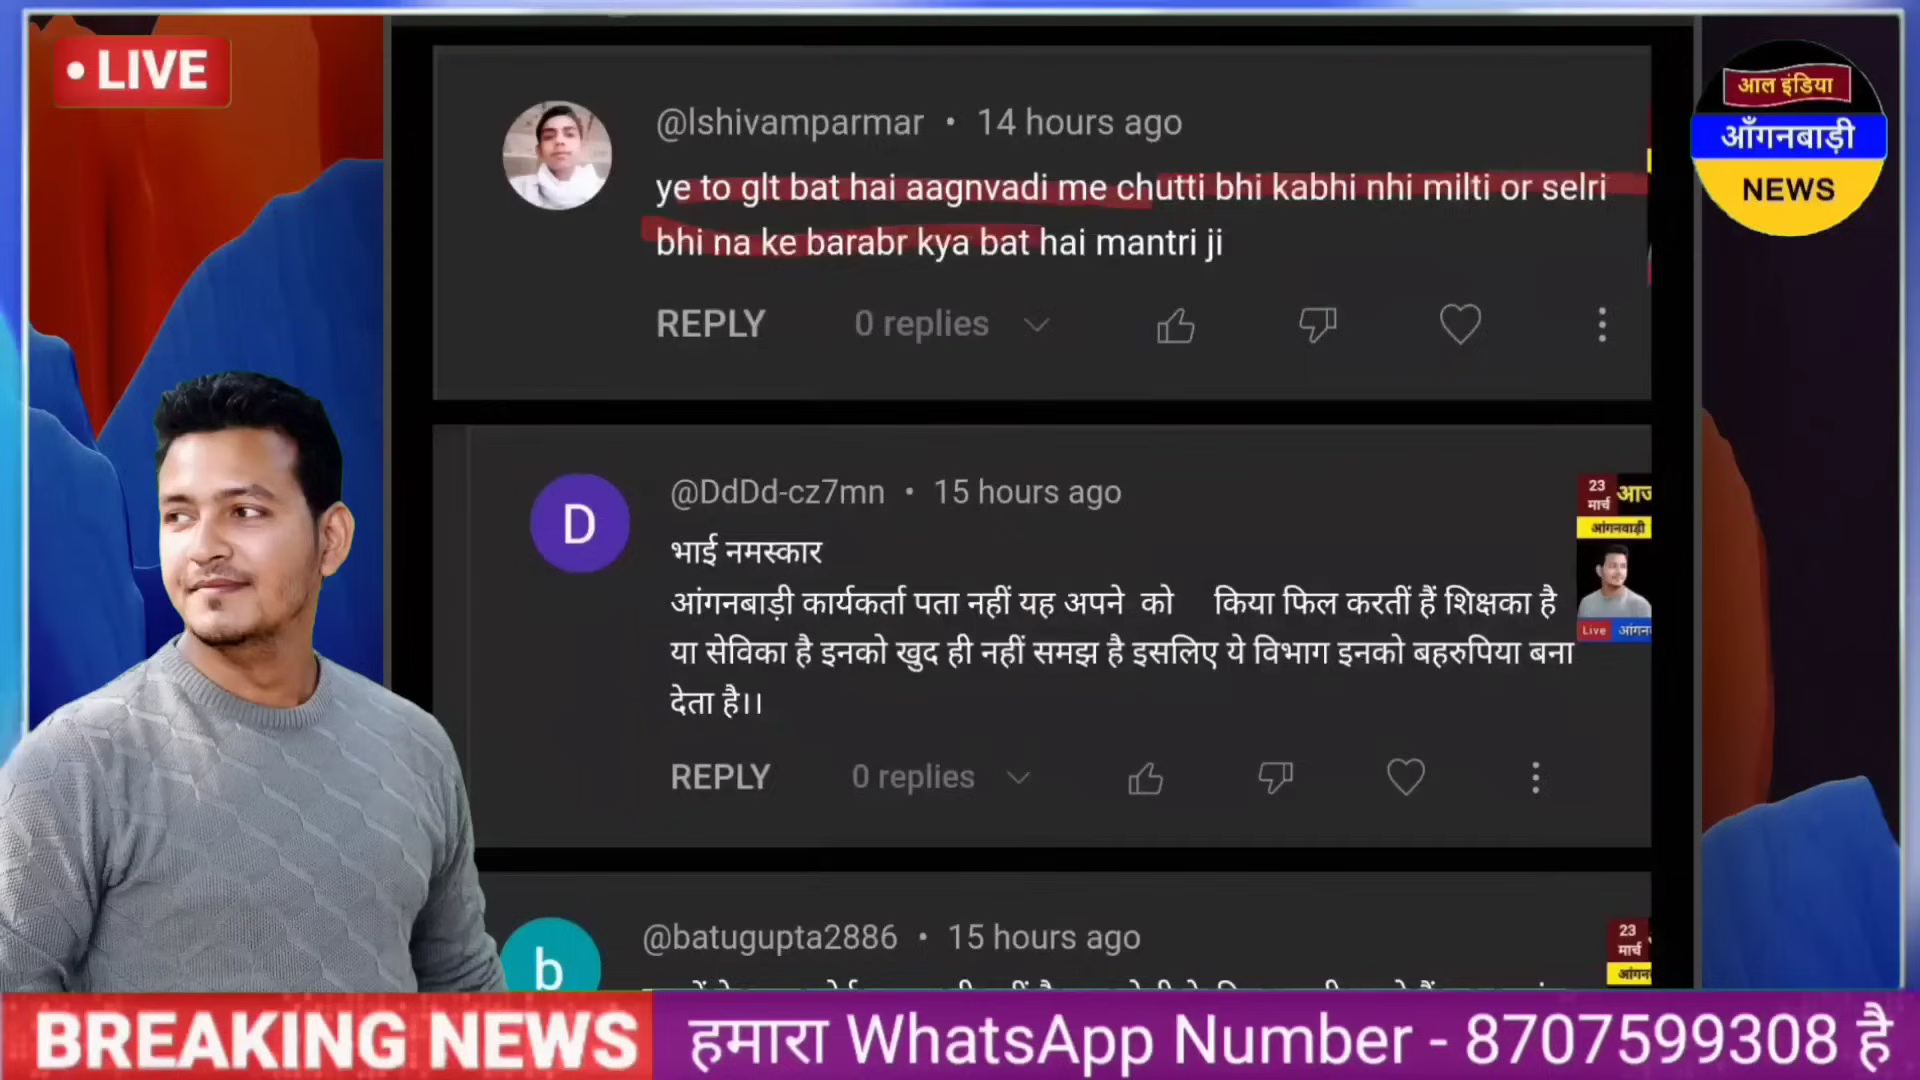 • LIVE
आल इंडिया
आँगनबाड़ी
NEWS
@lshivamparmar • 14 hours ago
ye to glt bat hai aagnvadi me chutti bhi kabhi nhi milti or selri
bhi na ke barabr kya bat hai mantri ji
REPLY 0 replies
D
@DdDd-cz7mn • 15 hours ago
भाई नमस्कार
आंगनबाड़ी कार्यकर्ता पता नहीं यह अपने को किया फिल करतीं हैं शिक्षका है
या सेविका है इनको खुद ही नहीं समझ है इसलिए ये विभाग इनको बहरुपिया बना
देता है।।
23
मार्च
आंगनवाड़ी
Live
REPLY 0 replies
b
@batugupta2886 • 15 hours ago
23
मार्च
BREAKING NEWS
हमारा WhatsApp Number - 8707599308 है